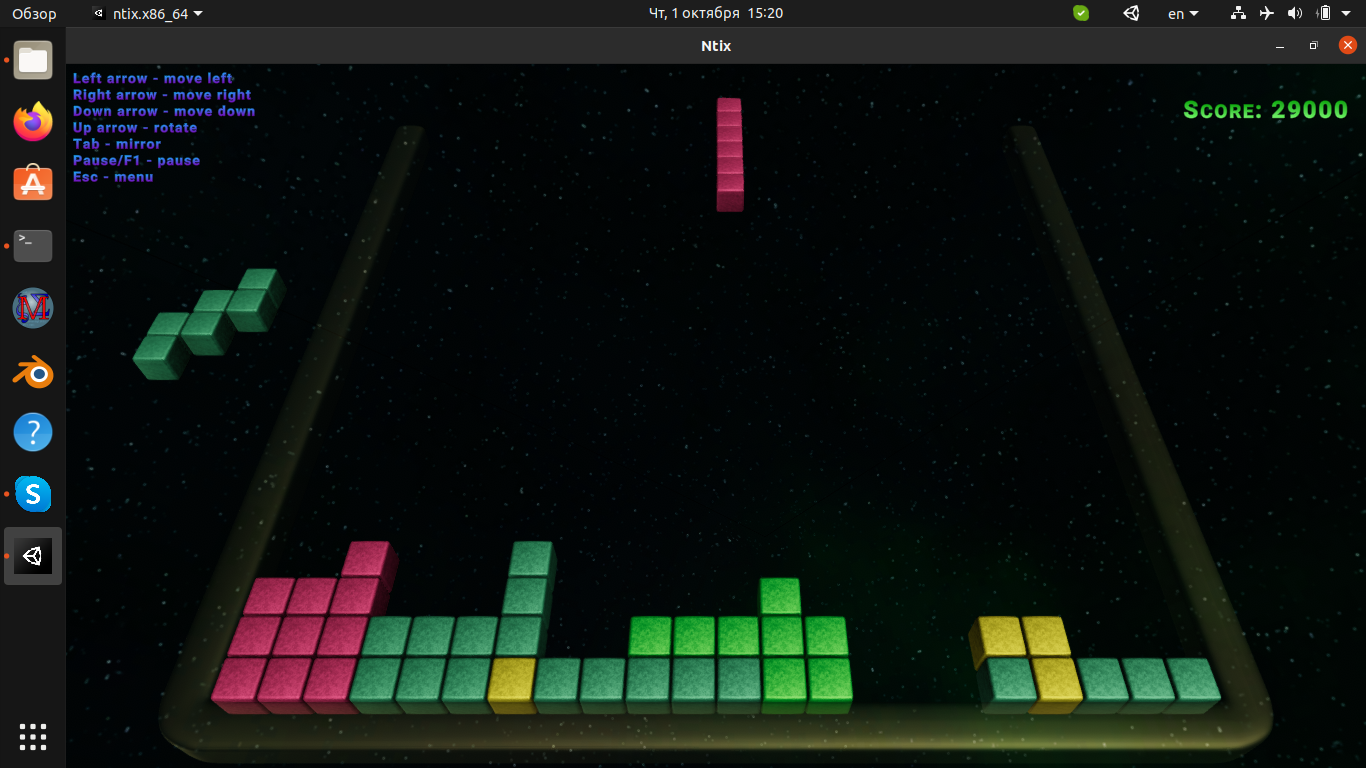 Обзор
ntix.x86_64
Чт, 1 октября 15:20
en
Ntix
Left arrow - move left
Right arrow - move right
Down arrow - move down
Up arrow - rotate
Tab - mirror
Pause/F1 - pause
Esc - menu
Score: 29000